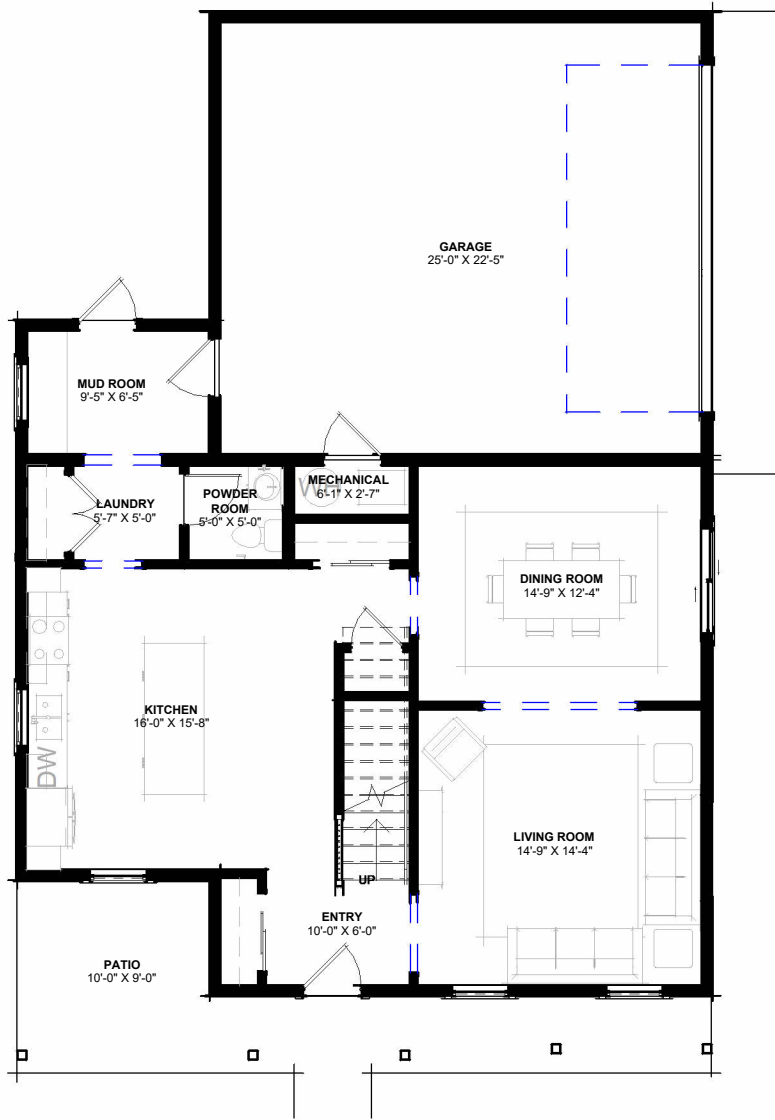 GARAGE
25'-0" X 22'-5"
MUD ROOM
9'-5" X 6'-5"
LAUNDRY
5'-7" X 5'-0"
POWDER
ROOM
5'-0" X 5'-0"
MECHANICAL
6'-1" X 2'-7"
WH
DINING ROOM
14'-9" X 12'-4"
KITCHEN
16'-0" X 15'-8"
DW
LIVING ROOM
14'-9" X 14'-4"
UP
ENTRY
10'-0" X 6'-0"
PATIO
10'-0" X 9'-0"